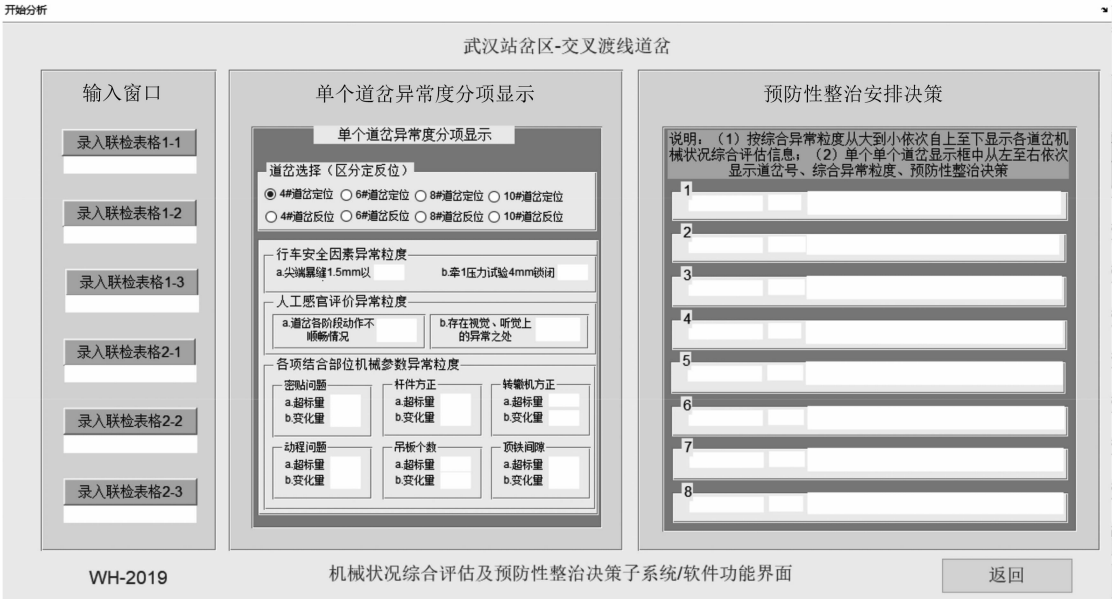 开始分析
武汉站岔区-交叉渡线道岔
输入窗口
录入联检表格1-1
录入联检表格1-2
录入联检表格1-3
录入联检表格2-1
录入联检表格2-2
录入联检表格2-3
单个道岔异常度分项显示
单个道岔异常度分项显示
道岔选择（区分定反位）
4#道岔定位 6#道岔定位 8#道岔定位 10#道岔定位
4#道岔反位 6#道岔反位 8#道岔反位 10#道岔反位
行车安全因素异常粒度
a.尖端暴缝1.5mm以 b.牵1压力试验4mm锁闭
人工感官评价异常粒度
a.道岔各阶段动作不
顺畅情况
b.存在视觉、听觉上
的异常之处
各项结合部位机械参数异常粒度
密贴问题
a.超标量
b.变化量
杆件方正
a.超标量
b.变化量
转辙机方正
a.超标量
b.变化量
动程问题
a.超标量
b.变化量
吊板个数
a.超标量
b.变化量
顶铁间隙
a.超标量
b.变化量
预防性整治安排决策
说明：（1）按综合异常粒度从大到小依次自上至下显示各道岔机
械状况综合评估信息；（2）单个单个道岔显示框中从左至右依次
显示道岔号、综合异常粒度、预防性整治决策
1
2
3
4
5
6
7
8
WH-2019
机械状况综合评估及预防性整治决策子系统/软件功能界面
返回